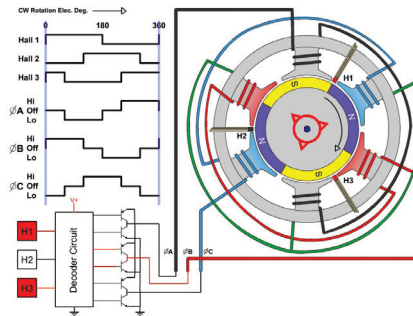 CW Rotation Elec. Deg.
0 180 360
Hall 1
Hall 2
Hall 3
Hi
ØA Off
Lo
Hi
ØB Off
Lo
Hi
ØC Off
Lo
V+
H1
H2
H3
Decoder Circuit
ØA ØB ØC
H1
H2
H3
S
N
N
S